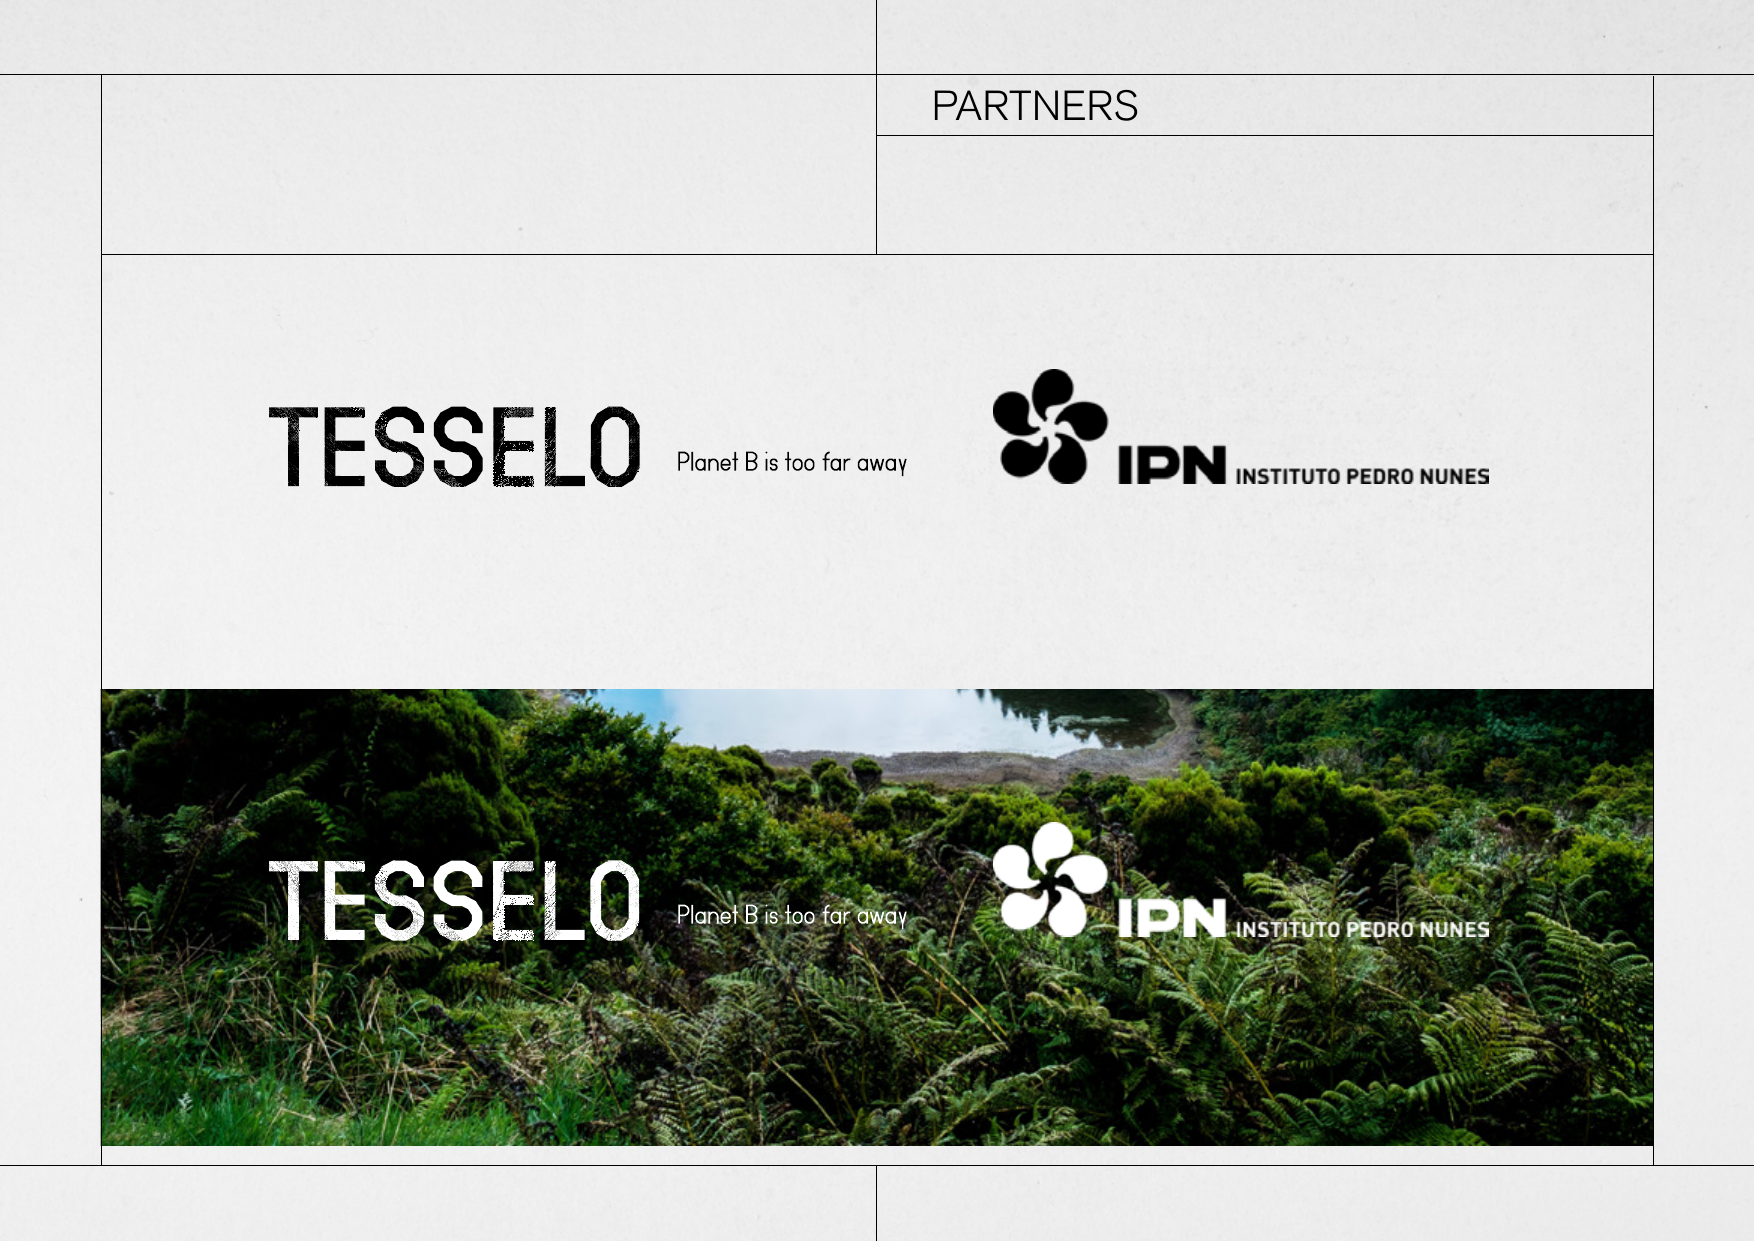 PARTNERS
TESSELO Planet B is too far away
IPN INSTITUTO PEDRO NUNES
TESSELO Planet B is too far away
IPN INSTITUTO PEDRO NUNES